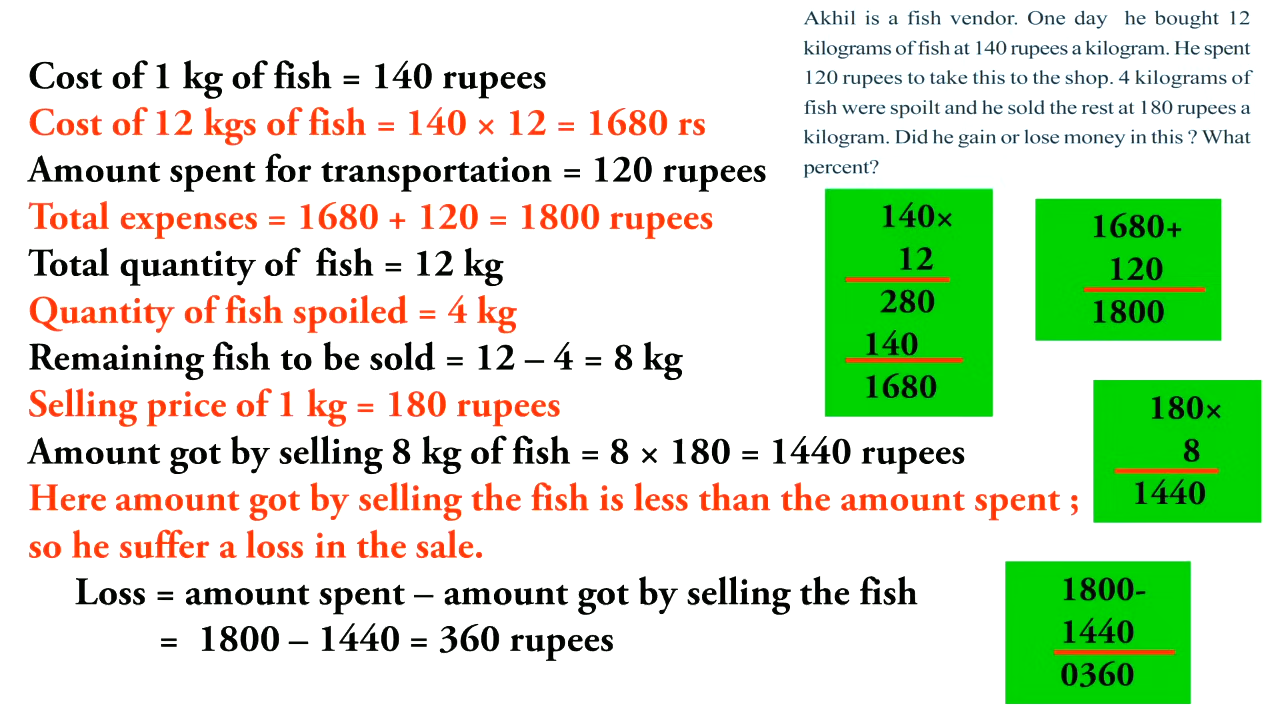 Akhil is a fish vendor. One day he bought 12
kilograms of fish at 140 rupees a kilogram. He spent
120 rupees to take this to the shop. 4 kilograms of
fish were spoilt and he sold the rest at 180 rupees a
kilogram. Did he gain or lose money in this ? What
percent?
Cost of 1 kg of fish = 140 rupees
Cost of 12 kgs of fish = 140 × 12 = 1680 rs
Amount spent for transportation = 120 rupees
Total expenses = 1680 + 120 = 1800 rupees
Total quantity of fish = 12 kg
Quantity of fish spoiled = 4 kg
Remaining fish to be sold = 12 – 4 = 8 kg
Selling price of 1 kg = 180 rupees
Amount got by selling 8 kg of fish = 8 × 180 = 1440 rupees
Here amount got by selling the fish is less than the amount spent ;
so he suffer a loss in the sale.
Loss = amount spent – amount got by selling the fish
= 1800 – 1440 = 360 rupees
140×
12
280
140
1680
1680+
120
1800
180×
8
1440
1800-
1440
0360